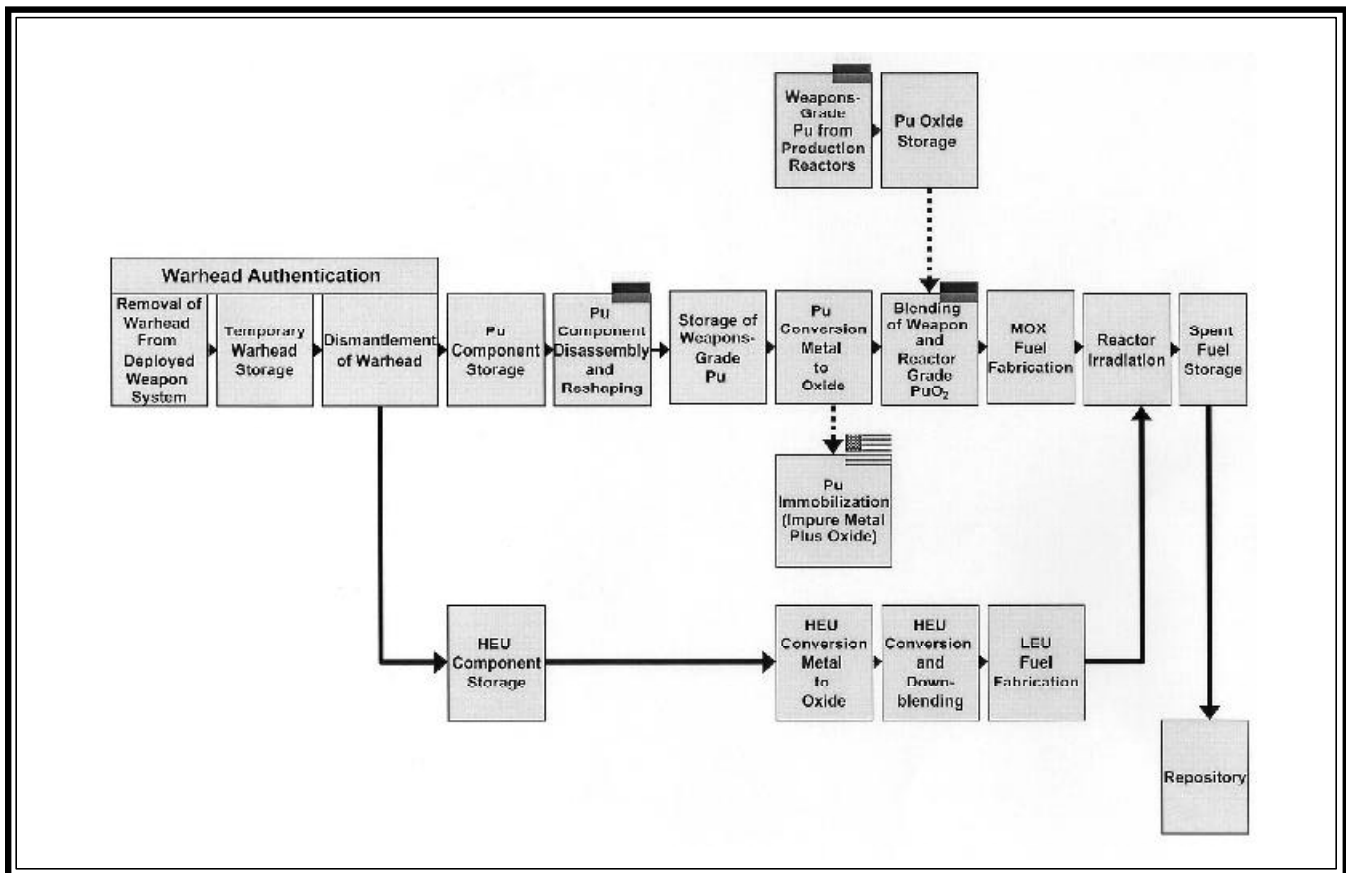 Weapons-
Grade
Pu from
Production
Reactors
Pu Oxide
Storage
Warhead Authentication
Removal of
Warhead
From
Deployed
Weapon
System
Temporary
Warhead
Storage
Dismantlement
of Warhead
Pu
Component
Storage
Pu
Component
Disassembly
and
Reshaping
Storage of
Weapons-
Grade
Pu
Pu
Conversion
Metal
to
Oxide
Blending
of Weapon
and
Reactor
Grade
PuO₂
MOX
Fuel
Fabrication
Reactor
Irradiation
Spent
Fuel
Storage
Pu
Immobilization
(Impure Metal
Plus Oxide)
HEU
Component
Storage
HEU
Conversion
Metal
to
Oxide
HEU
Conversion
and
Down-
blending
LEU
Fuel
Fabrication
Repository